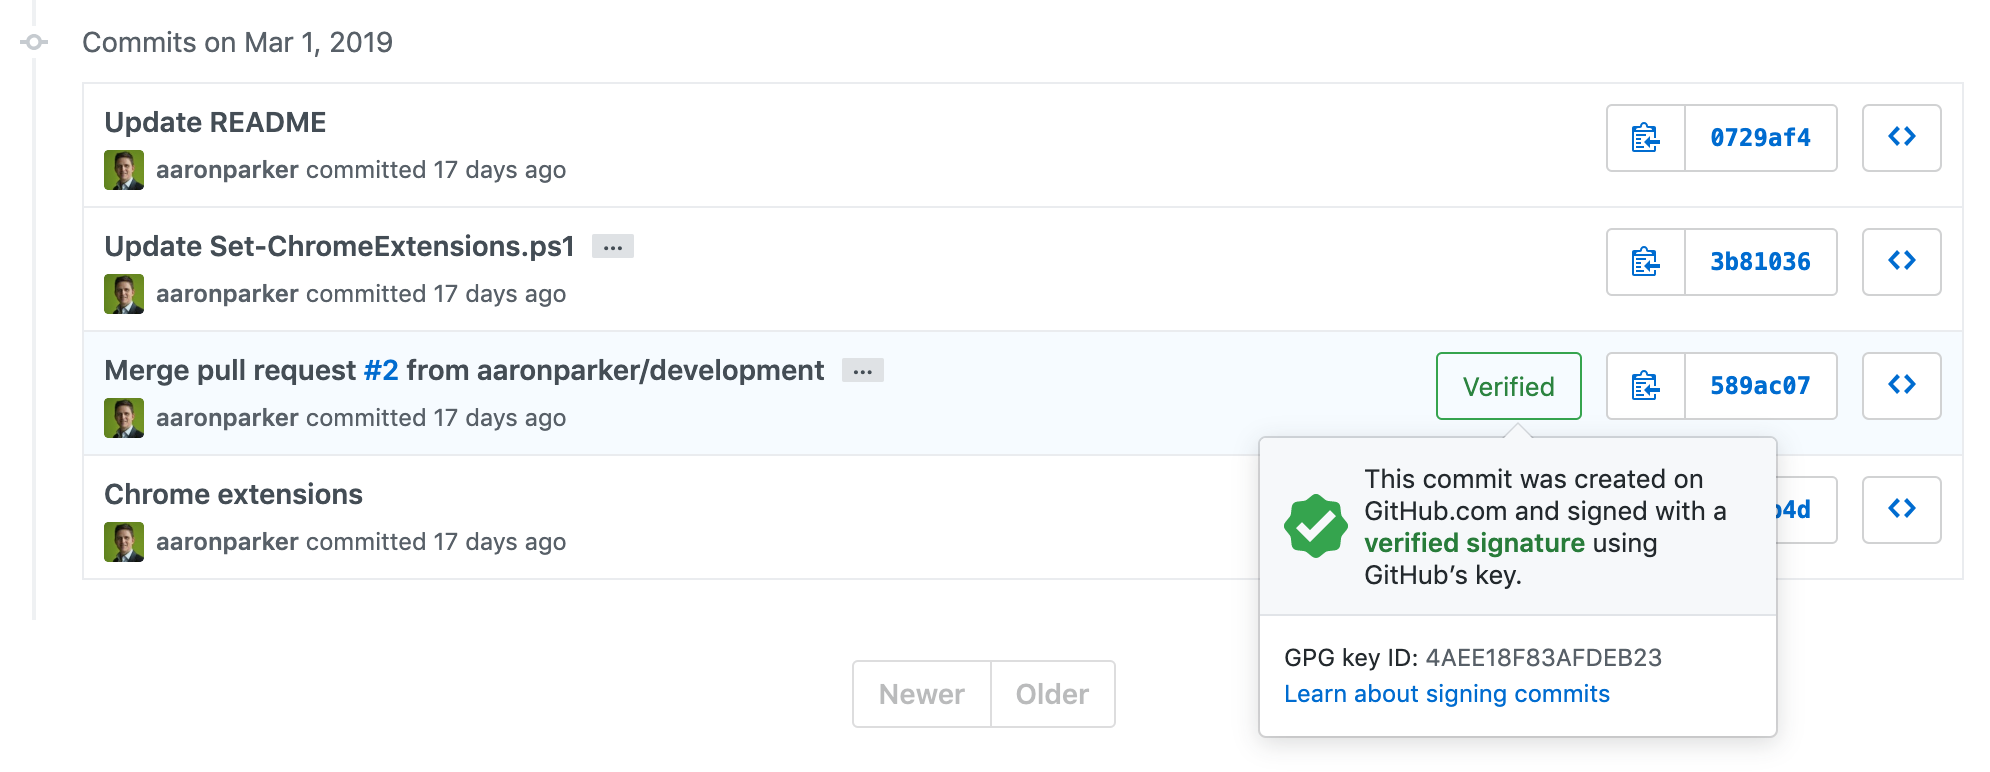 Commits on Mar 1, 2019
Update README
aaronparker committed 17 days ago
0729af4
Update Set-ChromeExtensions.ps1 …
aaronparker committed 17 days ago
3b81036
Merge pull request #2 from aaronparker/development …
aaronparker committed 17 days ago
Verified
589ac07
Chrome extensions
aaronparker committed 17 days ago
b4d
This commit was created on
GitHub.com and signed with a
verified signature using
GitHub’s key.
GPG key ID: 4AEE18F83AFDEB23
Learn about signing commits
Newer
Older